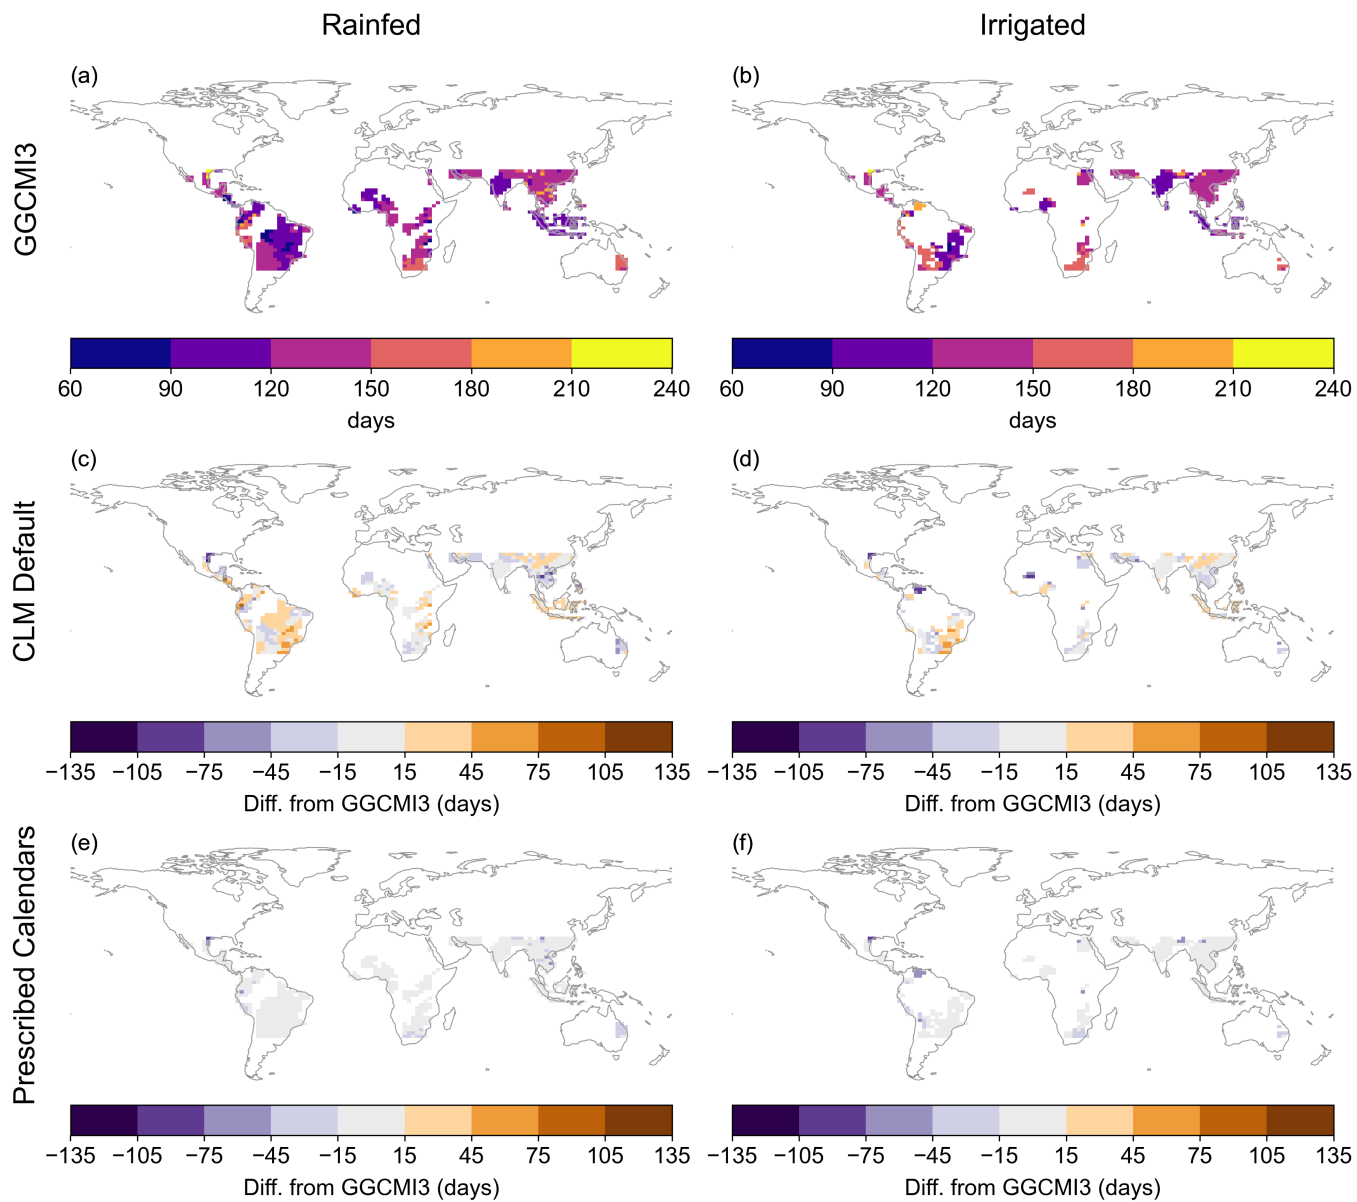 Rainfed Irrigated
(a) (b)
GGCMI3
60 90 120 150 180 210 240 60 90 120 150 180 210 240
days days
(c) (d)
CLM Default
−135 −105 −75 −45 −15 15 45 75 105 135 −135 −105 −75 −45 −15 15 45 75 105 135
Diff. from GGCMI3 (days) Diff. from GGCMI3 (days)
(e) (f)
Prescribed Calendars
−135 −105 −75 −45 −15 15 45 75 105 135 −135 −105 −75 −45 −15 15 45 75 105 135
Diff. from GGCMI3 (days) Diff. from GGCMI3 (days)